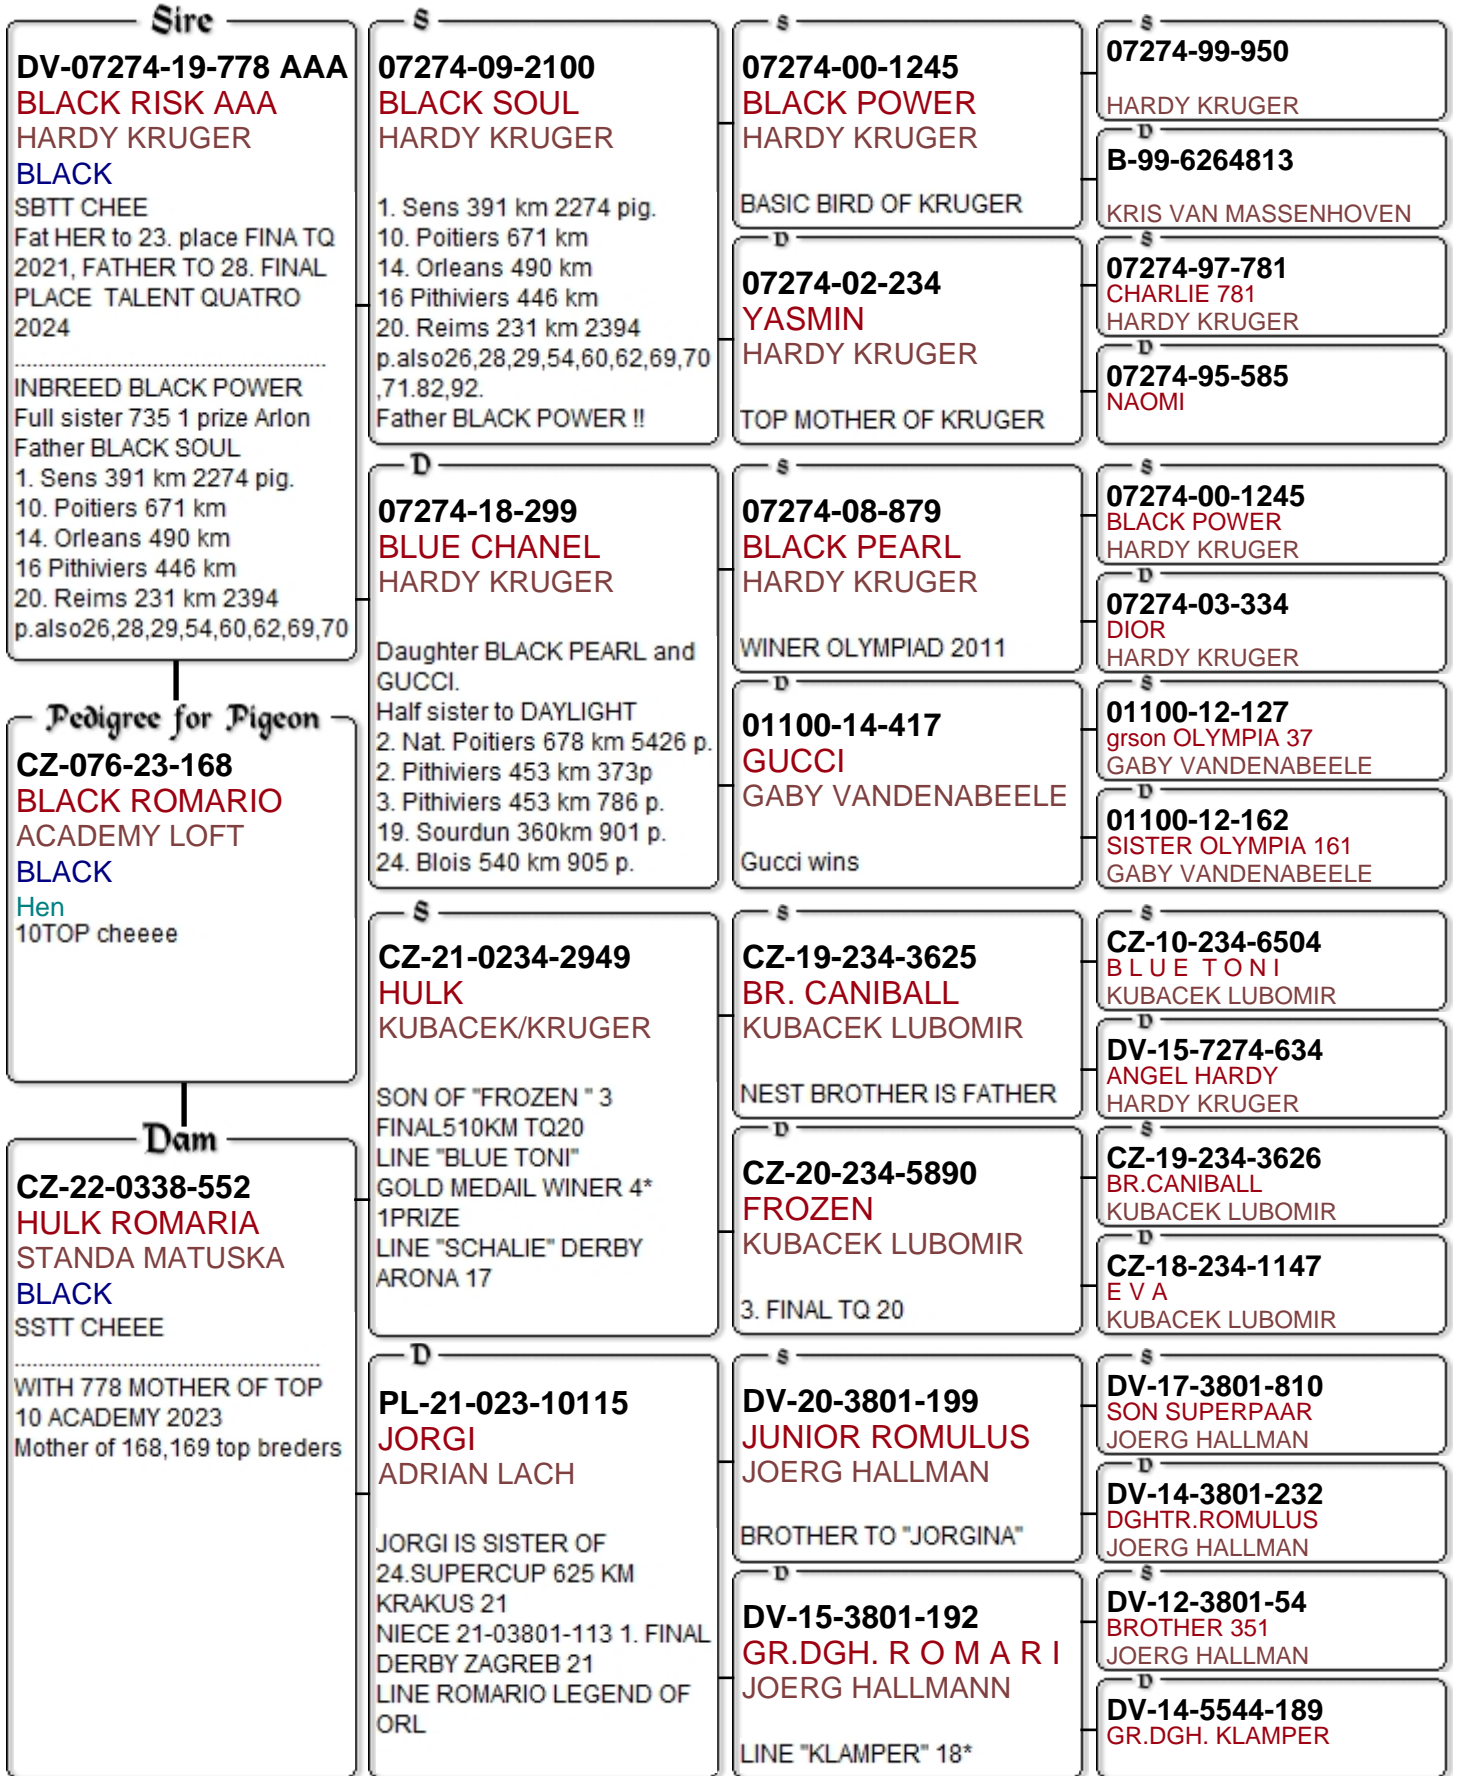 Sire
DV-07274-19-778 AAA
BLACK RISK AAA
HARDY KRUGER
BLACK
SBTT CHEE
Fat HER to 23. place FINA TQ
2021, FATHER TO 28. FINAL
PLACE  TALENT QUATRO
2024
....................................................
INBREED BLACK POWER
Full sister 735 1 prize Arlon
Father BLACK SOUL
1. Sens 391 km 2274 pig.
10. Poitiers 671 km
14. Orleans 490 km
16 Pithiviers 446 km
20. Reims 231 km 2394
p.also26,28,29,54,60,62,69,70
Pedigree for Pigeon
CZ-076-23-168
BLACK ROMARIO
ACADEMY LOFT
BLACK
Hen
10TOP cheeee
Dam
CZ-22-0338-552
HULK ROMARIA
STANDA MATUSKA
BLACK
SSTT CHEEE
...................................................
WITH 778 MOTHER OF TOP
10 ACADEMY 2023
Mother of 168,169 top breders
S
07274-09-2100
BLACK SOUL
HARDY KRUGER
1. Sens 391 km 2274 pig.
10. Poitiers 671 km
14. Orleans 490 km
16 Pithiviers 446 km
20. Reims 231 km 2394
p.also26,28,29,54,60,62,69,70
,71.82,92.
Father BLACK POWER !!
D
07274-18-299
BLUE CHANEL
HARDY KRUGER
Daughter BLACK PEARL and
GUCCI.
Half sister to DAYLIGHT
2. Nat. Poitiers 678 km 5426 p.
2. Pithiviers 453 km 373p
3. Pithiviers 453 km 786 p.
19. Sourdun 360km 901 p.
24. Blois 540 km 905 p.
S
CZ-21-0234-2949
HULK
KUBACEK/KRUGER
SON OF "FROZEN " 3
FINAL510KM TQ20
LINE "BLUE TONI"
GOLD MEDAIL WINER 4*
1PRIZE
LINE "SCHALIE" DERBY
ARONA 17
D
PL-21-023-10115
JORGI
ADRIAN LACH
JORGI IS SISTER OF
24.SUPERCUP 625 KM
KRAKUS 21
NIECE 21-03801-113 1. FINAL
DERBY ZAGREB 21
LINE ROMARIO LEGEND OF
ORL
S
07274-00-1245
BLACK POWER
HARDY KRUGER
BASIC BIRD OF KRUGER
D
07274-02-234
YASMIN
HARDY KRUGER
TOP MOTHER OF KRUGER
S
07274-08-879
BLACK PEARL
HARDY KRUGER
WINER OLYMPIAD 2011
D
01100-14-417
GUCCI
GABY VANDENABEELE
Gucci wins
S
CZ-19-234-3625
BR. CANIBALL
KUBACEK LUBOMIR
NEST BROTHER IS FATHER
D
CZ-20-234-5890
FROZEN
KUBACEK LUBOMIR
3. FINAL TQ 20
S
DV-20-3801-199
JUNIOR ROMULUS
JOERG HALLMAN
BROTHER TO "JORGINA"
D
DV-15-3801-192
GR.DGH. R O M A R I
JOERG HALLMANN
LINE "KLAMPER" 18*
S
07274-99-950
HARDY KRUGER
D
B-99-6264813
KRIS VAN MASSENHOVEN
S
07274-97-781
CHARLIE 781
HARDY KRUGER
D
07274-95-585
NAOMI
S
07274-00-1245
BLACK POWER
HARDY KRUGER
D
07274-03-334
DIOR
HARDY KRUGER
S
01100-12-127
grson OLYMPIA 37
GABY VANDENABEELE
D
01100-12-162
SISTER OLYMPIA 161
GABY VANDENABEELE
S
CZ-10-234-6504
B L U E  T O N I
KUBACEK LUBOMIR
D
DV-15-7274-634
ANGEL HARDY
HARDY KRUGER
S
CZ-19-234-3626
BR.CANIBALL
KUBACEK LUBOMIR
D
CZ-18-234-1147
E V A
KUBACEK LUBOMIR
S
DV-17-3801-810
SON SUPERPAAR
JOERG HALLMAN
D
DV-14-3801-232
DGHTR.ROMULUS
JOERG HALLMAN
S
DV-12-3801-54
BROTHER 351
JOERG HALLMAN
D
DV-14-5544-189
GR.DGH. KLAMPER